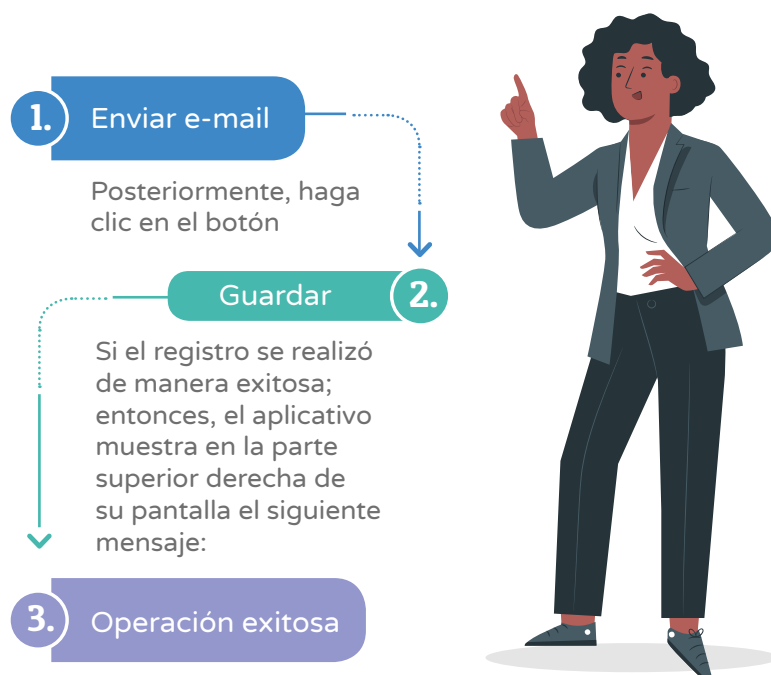 1. Enviar e-mail
Posteriormente, haga
clic en el botón
Guardar 2.
Si el registro se realizó
de manera exitosa;
entonces, el aplicativo
muestra en la parte
superior derecha de
su pantalla el siguiente
mensaje:
3. Operación exitosa